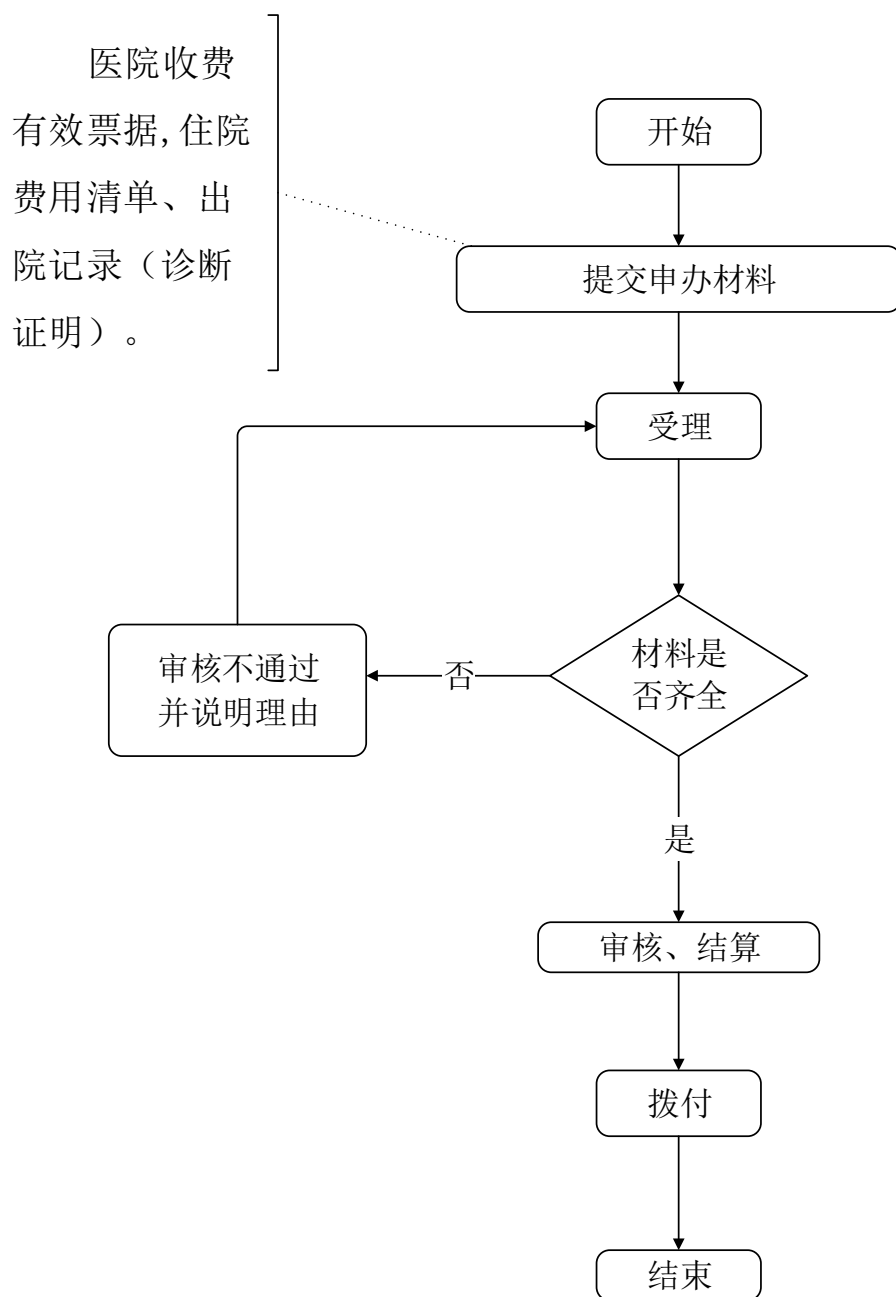 医院收费
有效票据,住院
费用清单、出
院记录（诊断
证明）。
开始
提交申办材料
受理
材料是
否齐全
否
审核不通过
并说明理由
是
审核、结算
拨付
结束